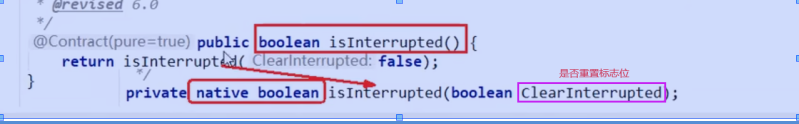 * @revised 6.0
*/
@Contract(pure=true) public boolean isInterrupted() {
return isInterrupted( ClearInterrupted: false);
是否重置标志位
}
*/
private native boolean isInterrupted(boolean ClearInterrupted);